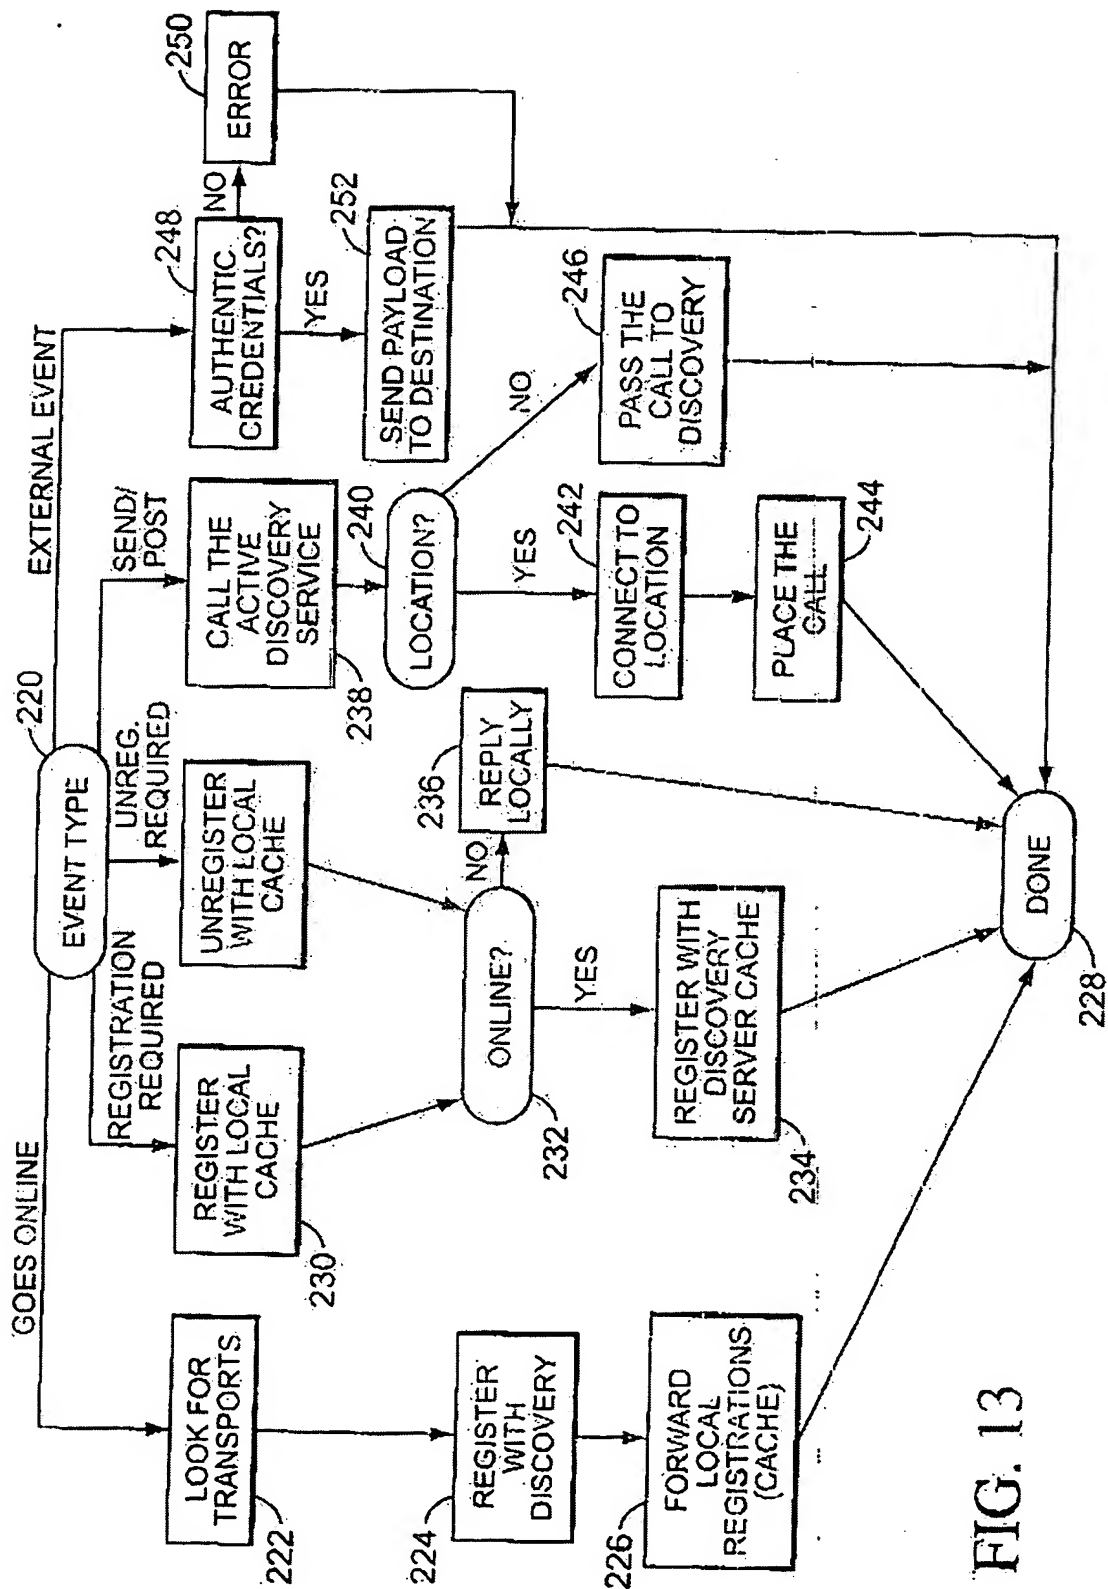 220
EVENT TYPE
GOES ONLINE
REGISTRATION
REQUIRED
UNREG.
REQUIRED
SEND/
POST
EXTERNAL EVENT
LOOK FOR
TRANSPORTS
222
REGISTER
WITH
DISCOVERY
224
FORWARD
LOCAL
REGISTRATIONS
(CACHE)
226
REGISTER
WITH LOCAL
CACHE
230
UNREGISTER
WITH LOCAL
CACHE
ONLINE?
232
NO
REPLY
LOCALLY
236
YES
REGISTER WITH
DISCOVERY
SERVER CACHE
234
CALL THE
ACTIVE
DISCOVERY
SERVICE
238
LOCATION?
240
YES
NO
CONNECT TO
LOCATION
242
PLACE THE
CALL
244
PASS THE
CALL TO
DISCOVERY
246
AUTHENTIC
CREDENTIALS?
248
NO
ERROR
250
YES
SEND PAYLOAD
TO DESTINATION
252
DONE
228
FIG. 13